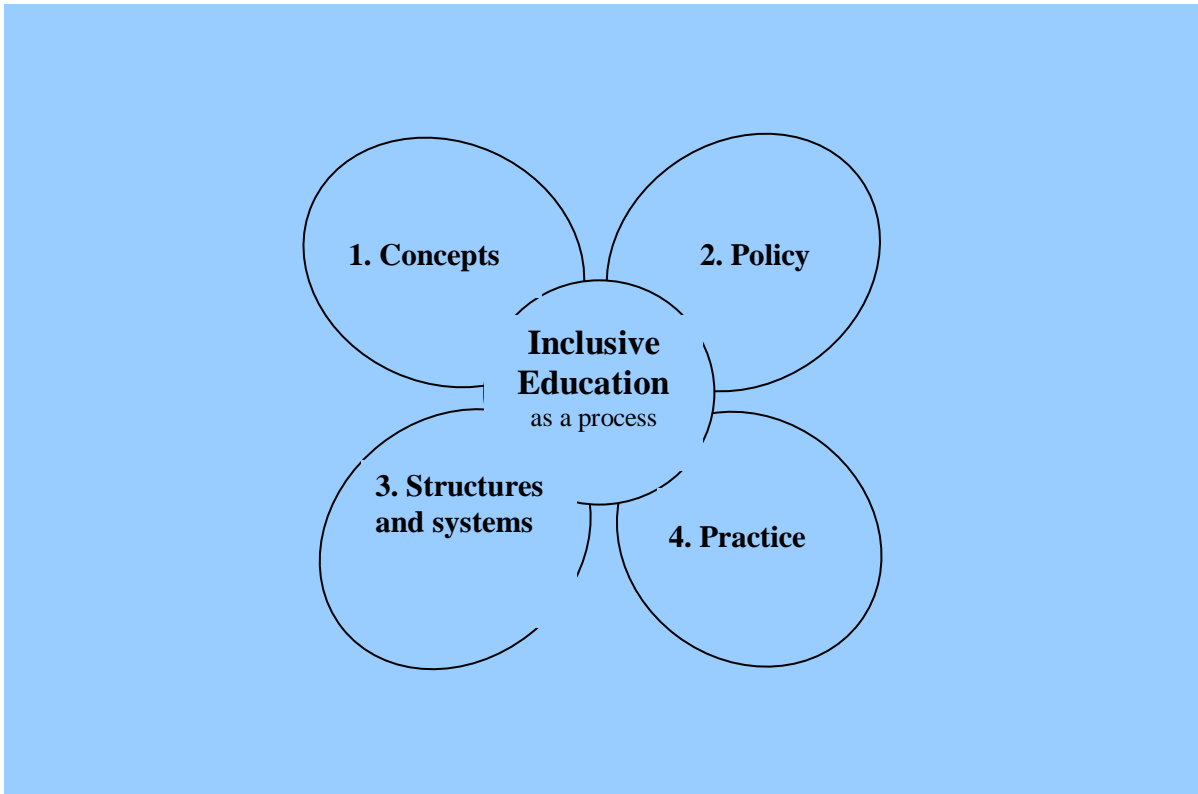 1. Concepts
2. Policy
Inclusive
Education
as a process
3. Structures
and systems
4. Practice